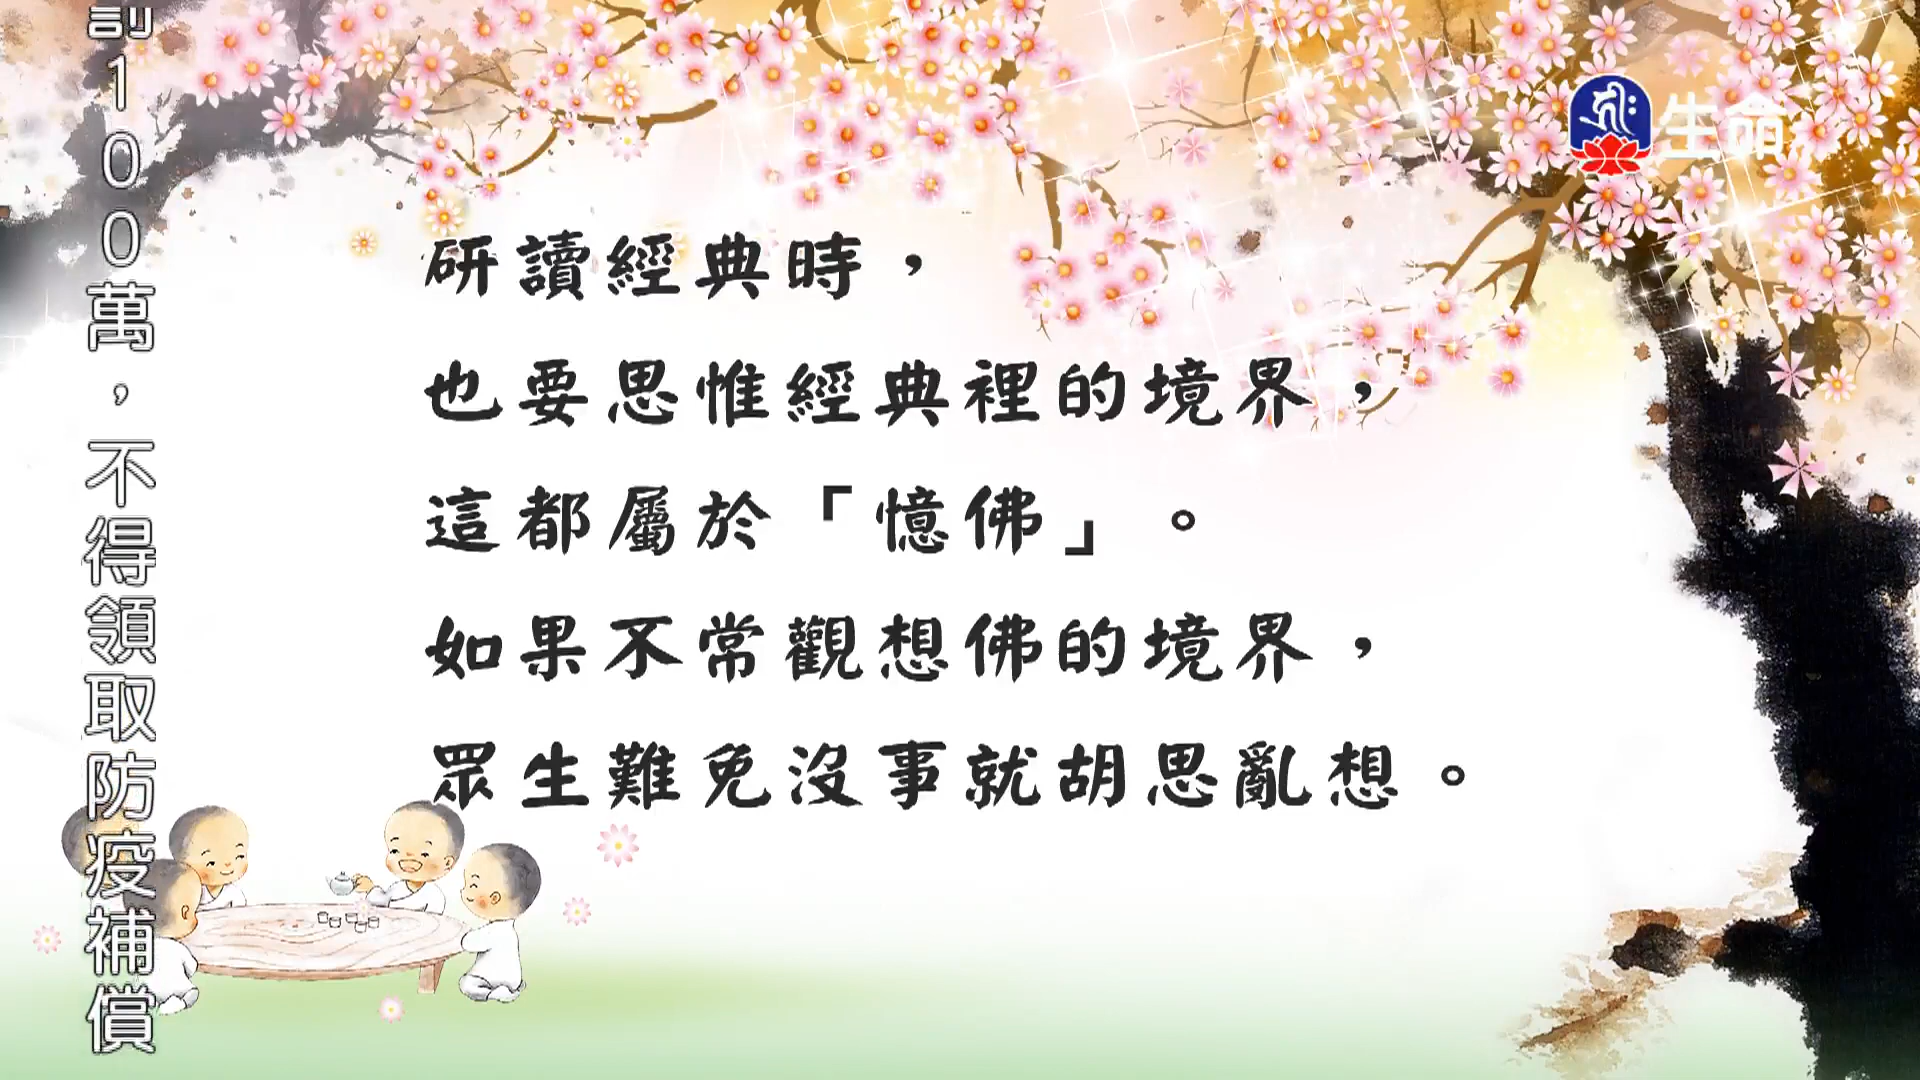 研讀經典時，
也要思惟經典裡的境界，
這都屬於「憶佛」。
如果不常觀想佛的境界，
眾生難免沒事就胡思亂想。
生命
100萬，不得領取防疫補償